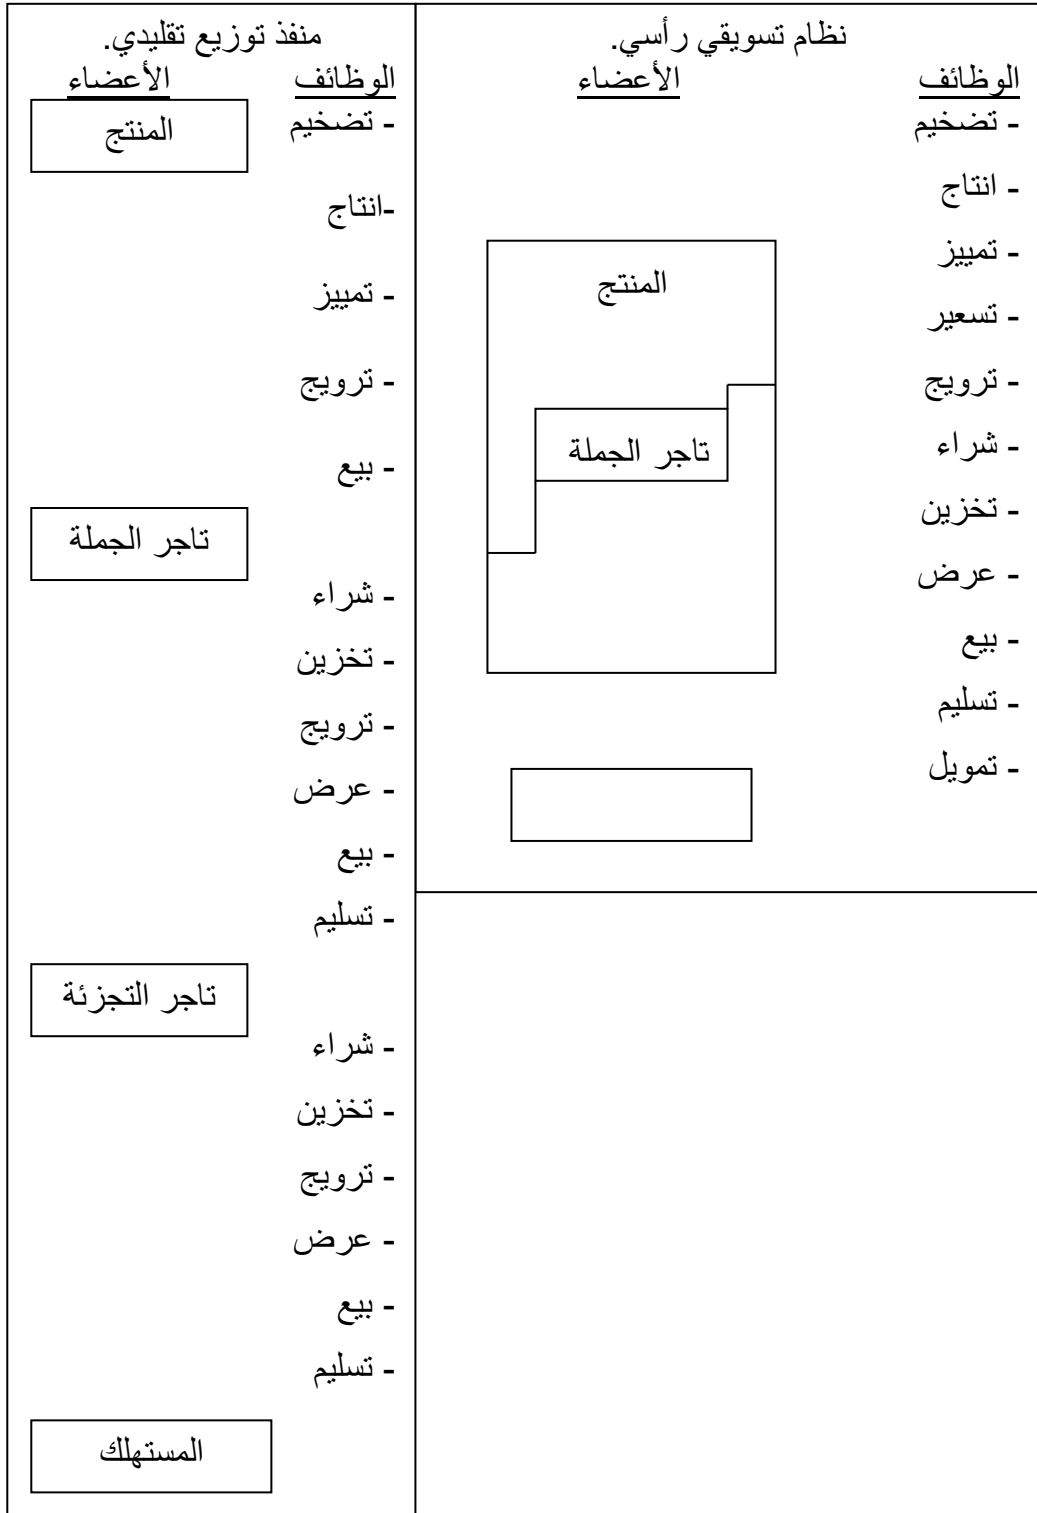 نظام تسويقي رأسي.
الوظائف الأعضاء
- تضخيم
- انتاج
- تمييز
المنتج
- تسعير
- ترويج
- شراء
تاجر الجملة
- تخزين
- عرض
- بيع
- تسليم
- تمويل
منفذ توزيع تقليدي.
الوظائف الأعضاء
- تضخيم
المنتج
-انتاج
- تمييز
- ترويج
- بيع
تاجر الجملة
- شراء
- تخزين
- ترويج
- عرض
- بيع
- تسليم
تاجر التجزئة
- شراء
- تخزين
- ترويج
- عرض
- بيع
- تسليم
المستهلك